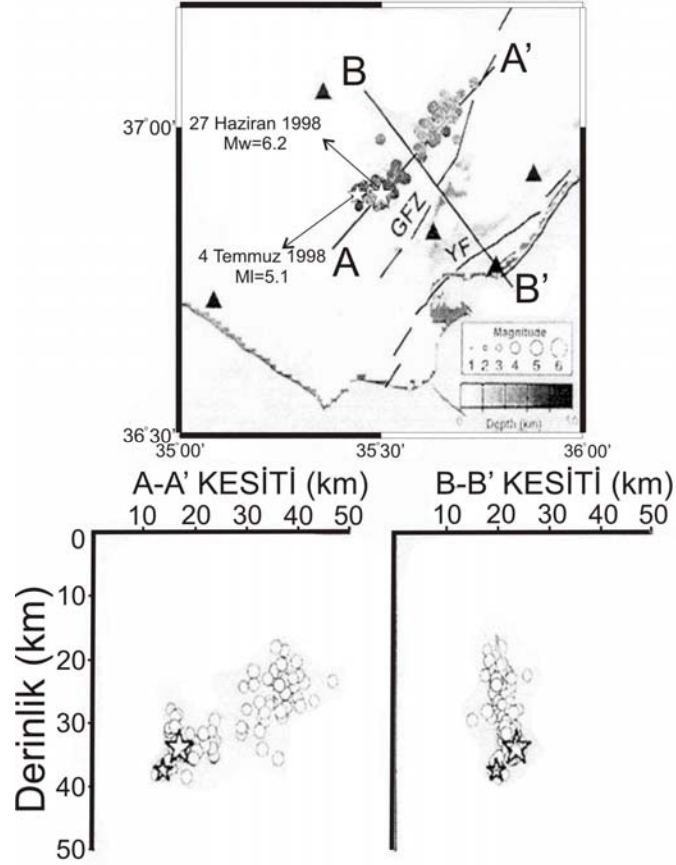 A'
B
37°00'
27 Haziran 1998
Mw=6.2
GFZ
4 Temmuz 1998
Ml=5.1
A
YF
B'
Magnitude
1 2 3 4 5 6
0
Depth (km)
36°30'
35°00' 35°30' 36°00'
A-A' KESİTİ (km) B-B' KESİTİ (km)
10 20 30 40 50 10 20 30 40 50
0
10
20
30
40
50
Derinlik (km)